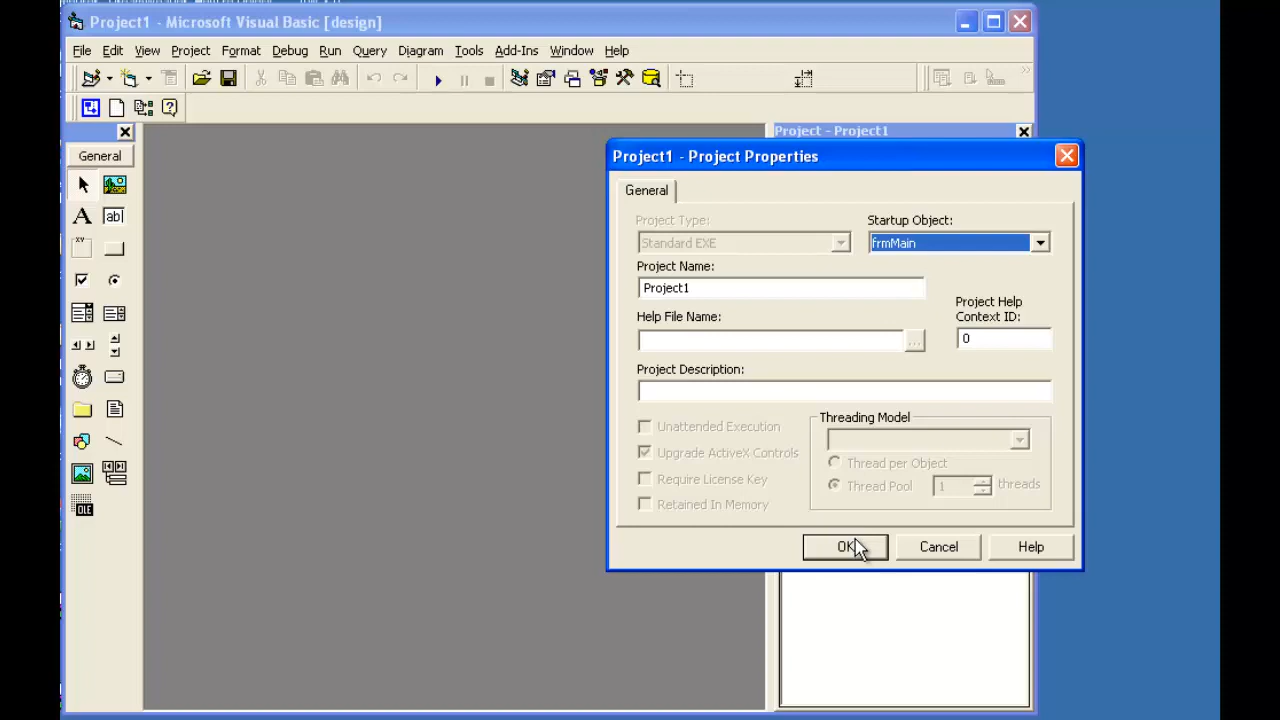 Project1 - Microsoft Visual Basic [design]
File Edit View Project Format Debug Run Query Diagram Tools Add-Ins Window Help
General
A
ab|
xy
OLE
Project - Project1
Project1 - Project Properties
General
Project Type:
Startup Object:
Standard EXE
frmMain
Project Name:
Project1
Project Help
Context ID:
Help File Name:
...
0
Project Description:
Unattended Execution
Upgrade ActiveX Controls
Require License Key
Retained In Memory
Threading Model
Thread per Object
Thread Pool
1
threads
OK
Cancel
Help